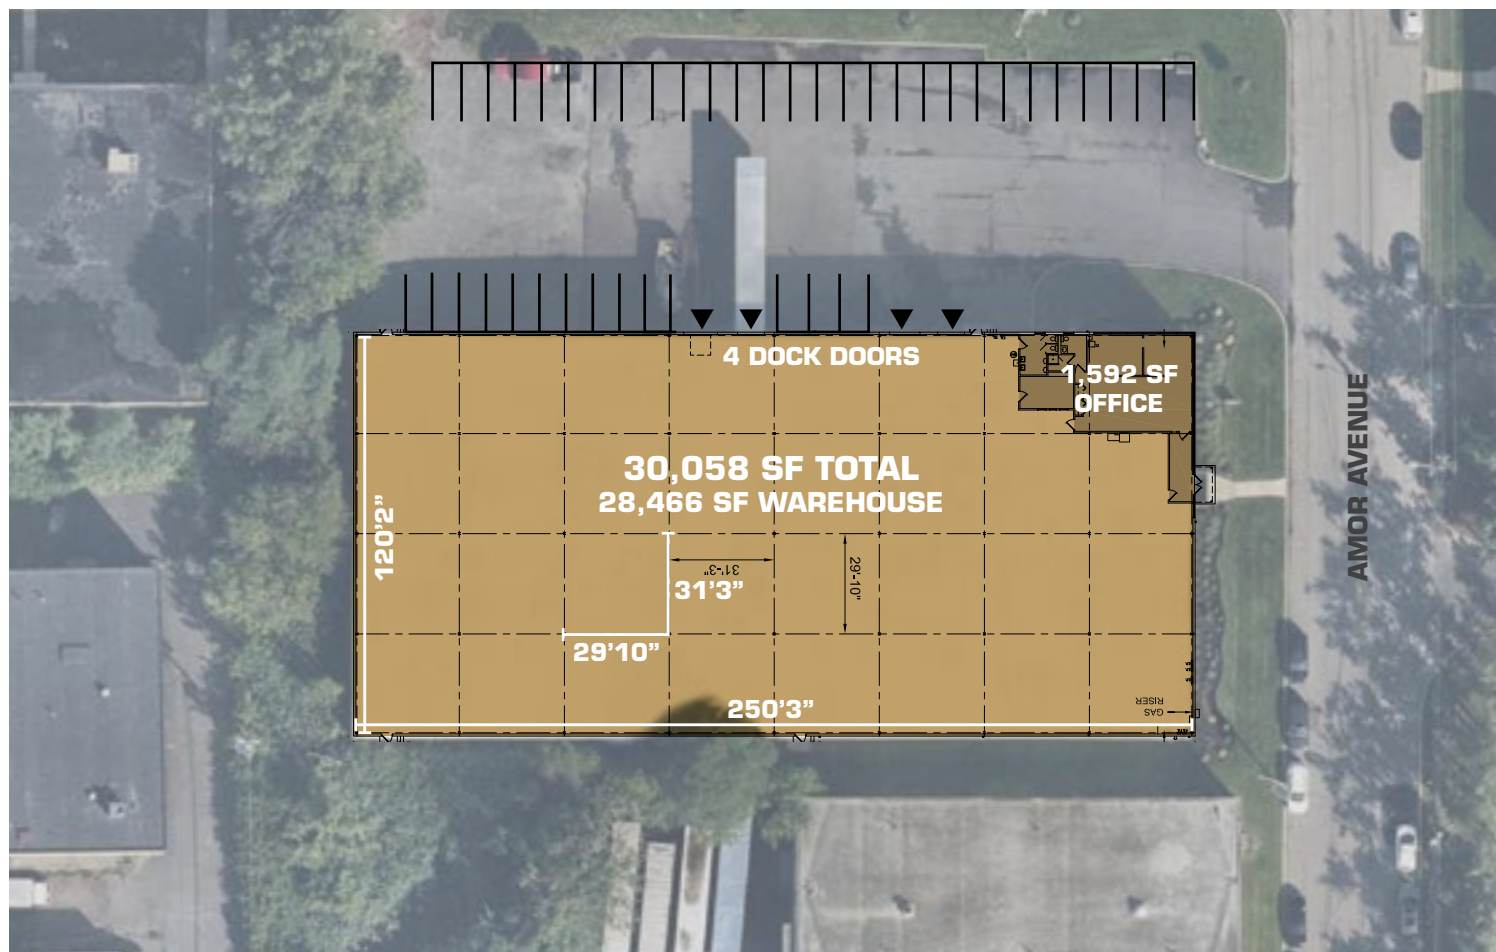 4 DOCK DOORS
1,592 SF
OFFICE
30,058 SF TOTAL
28,466 SF WAREHOUSE
120’2”
31'-3"
29'-10"
31’3”
29’10”
250’3”
GAS
RISER
AMOR AVENUE